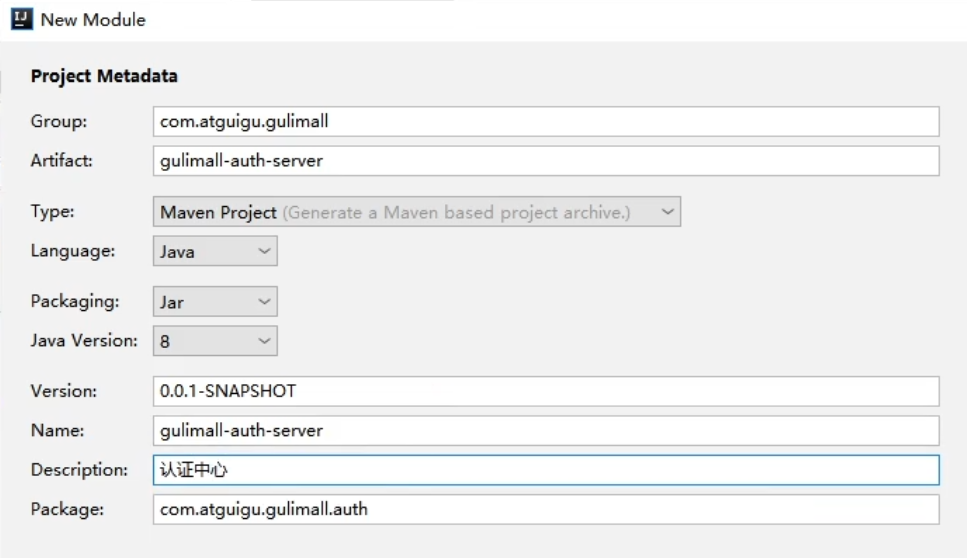 New Module
Project Metadata
Group: com.atguigu.gulimall
Artifact: gulimall-auth-server
Type: Maven Project (Generate a Maven based project archive.)
Language: Java
Packaging: Jar
Java Version: 8
Version: 0.0.1-SNAPSHOT
Name: gulimall-auth-server
Description: 认证中心
Package: com.atguigu.gulimall.auth